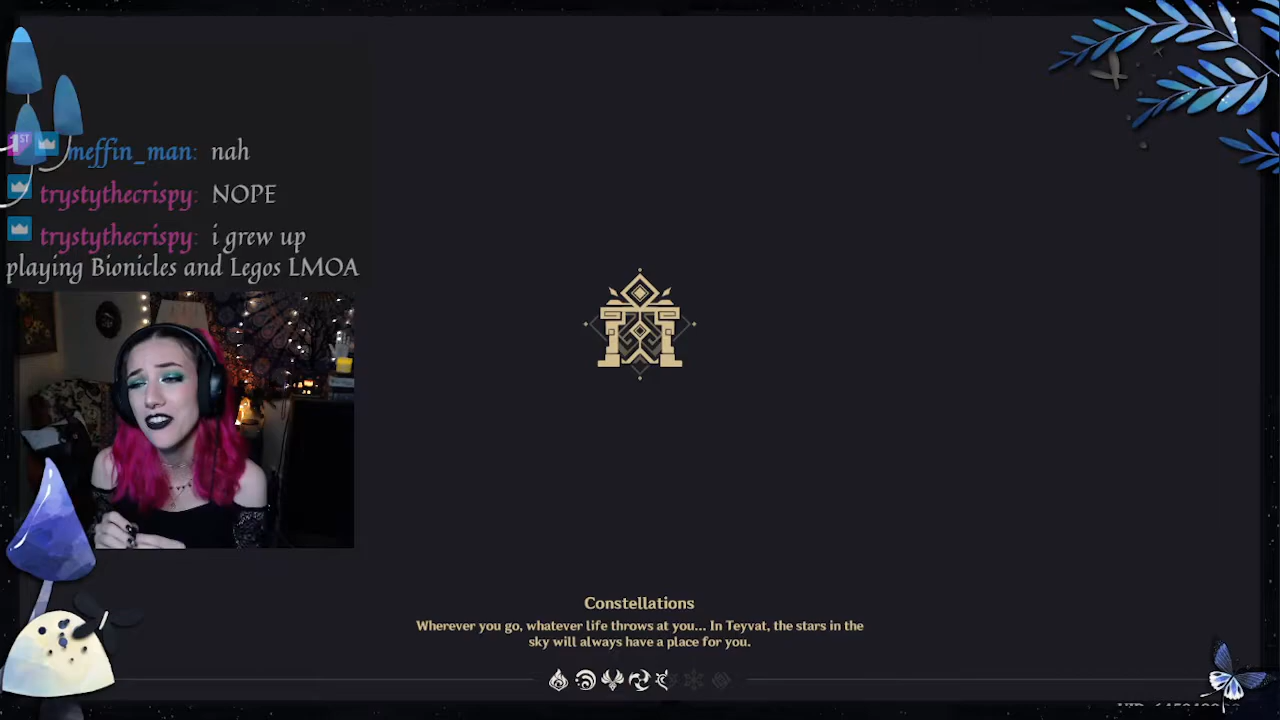 meffin_man: nah
trystythecrispy: NOPE
trystythecrispy: i grew up
playing Bionicles and Legos LMOA
Constellations
Wherever you go, whatever life throws at you... In Teyvat, the stars in the
sky will always have a place for you.